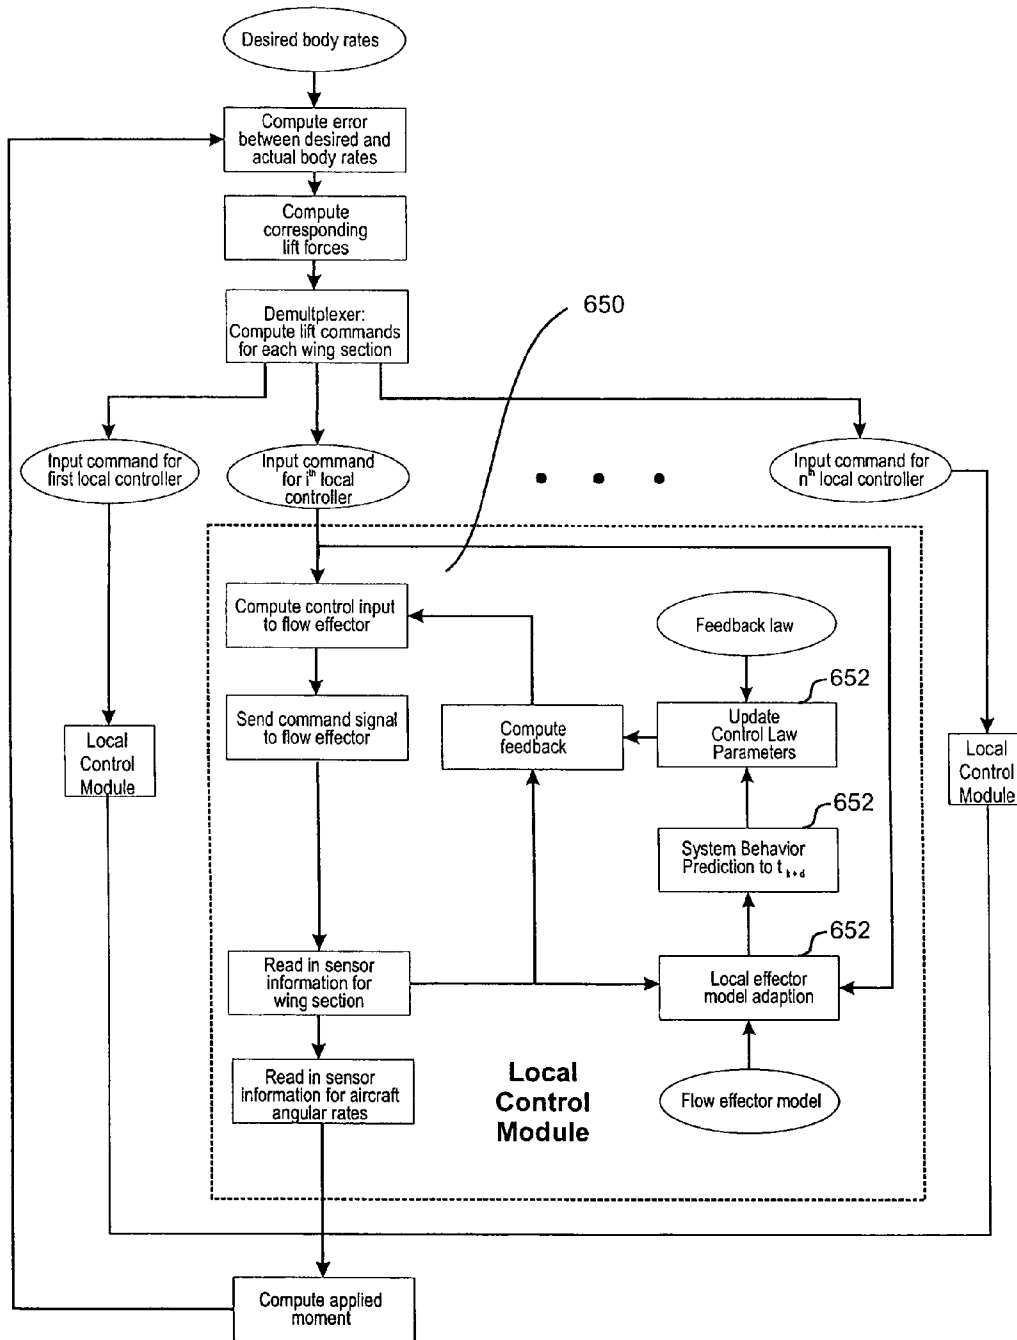 Desired body rates
Compute error
between desired and
actual body rates
Compute
corresponding
lift forces
Demultplexer:
Compute lift commands
for each wing section
650
Input command for
first local controller
Input command
for iᵗʰ local
controller
Input command for
nᵗʰ local controller
Compute control input
to flow effector
Feedback law
652
Send command signal
to flow effector
Compute
feedback
Update
Control Law
Parameters
Local
Control
Module
Local
Control
Module
652
System Behavior
Prediction to t k+d
652
Read in sensor
information for
wing section
Local effector
model adaption
Read in sensor
information for aircraft
angular rates
Local
Control
Module
Flow effector model
Compute applied
moment